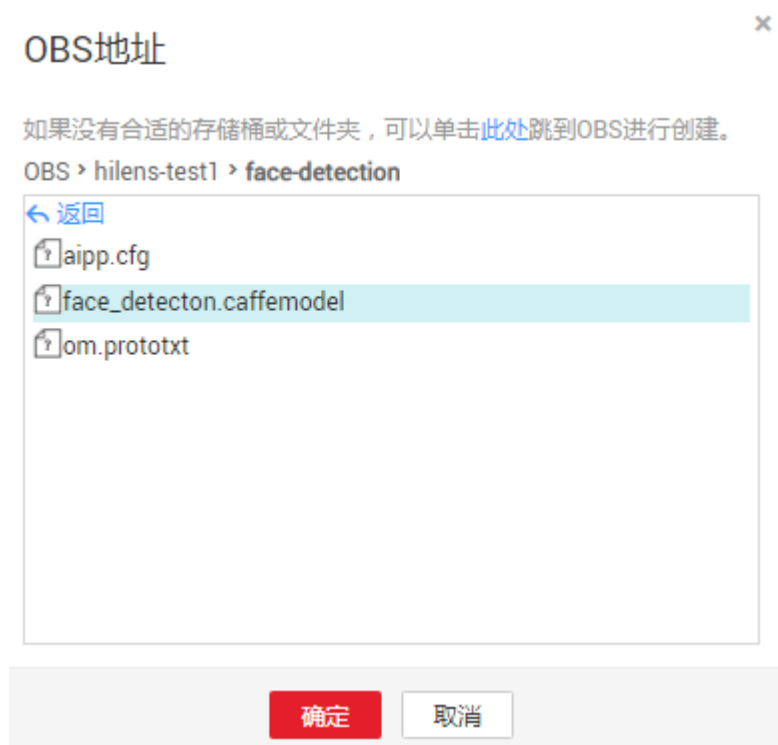 OBS地址
如果没有合适的存储桶或文件夹，可以单击此处跳到OBS进行创建。
OBS > hilens-test1 > face-detection
返回
aipp.cfg
face_detecton.caffemodel
om.prototxt
确定 取消